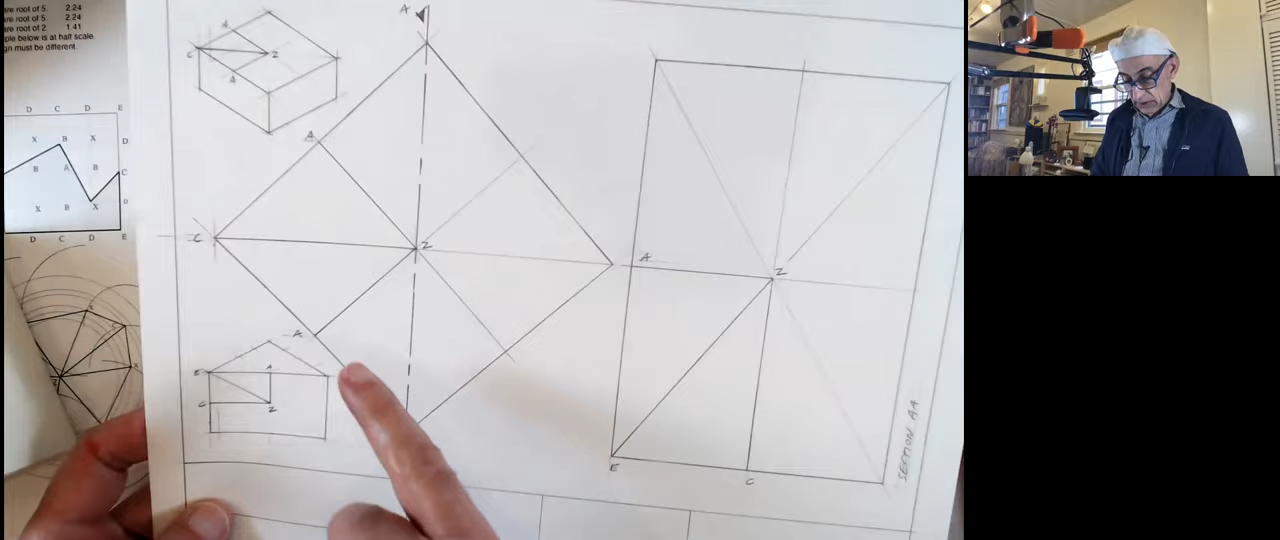 are root of 5. 2.24
are root of 5. 2.24
are root of 2 1.41
ple below is at half scale.
gn must be different.
D C D E
X B X D
B A B C
X B X D
D C D E
A
A
C Z
A
A
C Z
A
E A
C Z
A Z
E C
SECTION AA